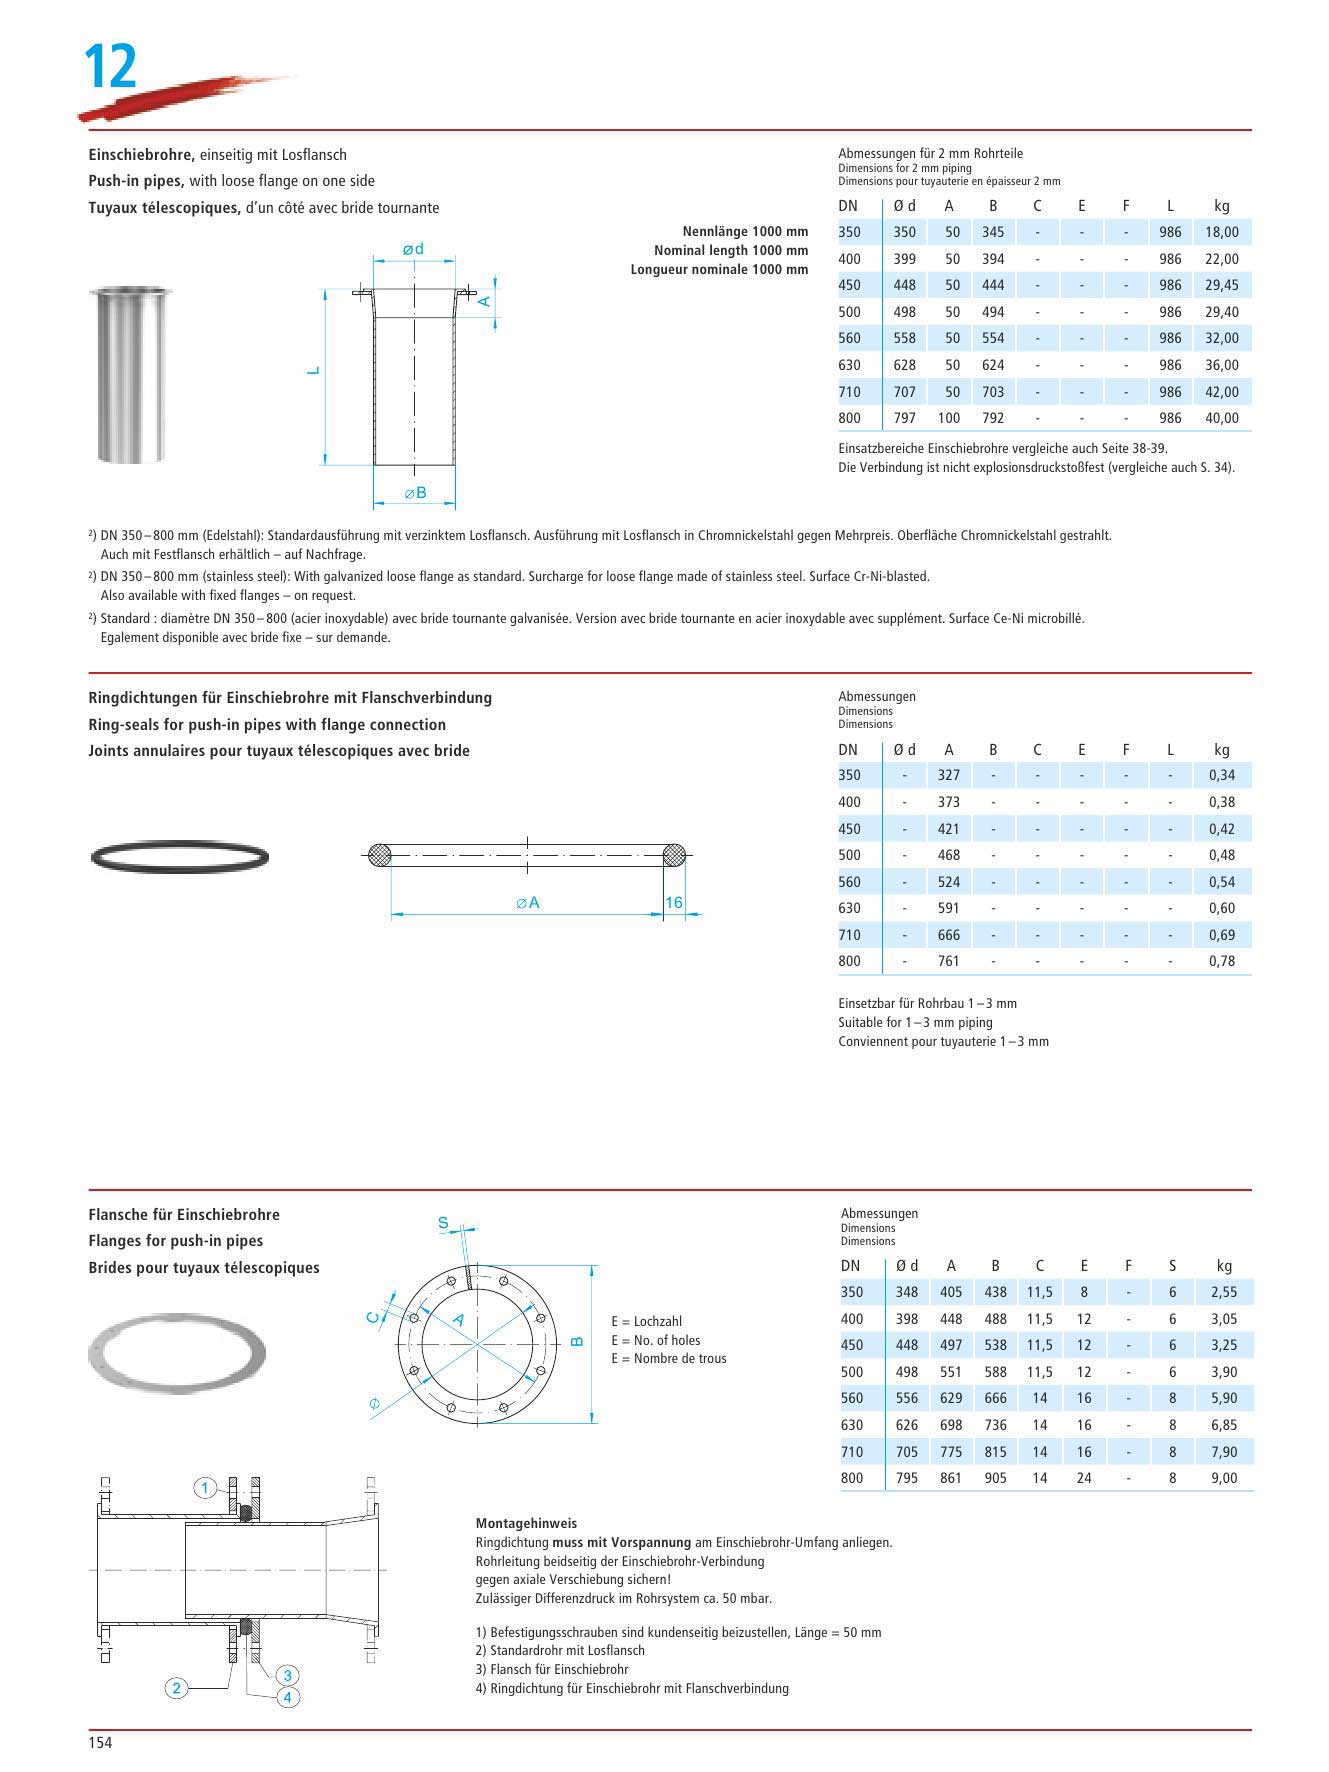 12
Einschiebrohre, einseitig mit Losflansch
Push-in pipes, with loose flange on one side
Tuyaux télescopiques, d'un côté avec bride tournante
Nennlänge 1000 mm
Nominal length 1000 mm
Longueur nominale 1000 mm
Ød
A
L
ØB
Abmessungen für 2 mm Rohrteile
Dimensions for 2 mm piping
Dimensions pour tuyauterie en épaisseur 2 mm
DN Ø d A B C E F L kg
350 350 50 345 - - - 986 18,00
400 399 50 394 - - - 986 22,00
450 448 50 444 - - - 986 29,45
500 498 50 494 - - - 986 29,40
560 558 50 554 - - - 986 32,00
630 628 50 624 - - - 986 36,00
710 707 50 703 - - - 986 42,00
800 797 100 792 - - - 986 40,00
Einsatzbereiche Einschiebrohre vergleiche auch Seite 38-39.
Die Verbindung ist nicht explosionsdruckstoßfest (vergleiche auch S. 34).
²) DN 350–800 mm (Edelstahl): Standardausführung mit verzinktem Losflansch. Ausführung mit Losflansch in Chromnickelstahl gegen Mehrpreis. Oberfläche Chromnickelstahl gestrahlt.
Auch mit Festflansch erhältlich – auf Nachfrage.
²) DN 350–800 mm (stainless steel): With galvanized loose flange as standard. Surcharge for loose flange made of stainless steel. Surface Cr-Ni-blasted.
Also available with fixed flanges – on request.
²) Standard : diamètre DN 350–800 (acier inoxydable) avec bride tournante galvanisée. Version avec bride tournante en acier inoxydable avec supplément. Surface Ce-Ni microbillé.
Egalement disponible avec bride fixe – sur demande.
Ringdichtungen für Einschiebrohre mit Flanschverbindung
Ring-seals for push-in pipes with flange connection
Joints annulaires pour tuyaux télescopiques avec bride
ØA
16
Abmessungen
Dimensions
Dimensions
DN Ø d A B C E F L kg
350 - 327 - - - - - 0,34
400 - 373 - - - - - 0,38
450 - 421 - - - - - 0,42
500 - 468 - - - - - 0,48
560 - 524 - - - - - 0,54
630 - 591 - - - - - 0,60
710 - 666 - - - - - 0,69
800 - 761 - - - - - 0,78
Einsetzbar für Rohrbau 1–3 mm
Suitable for 1–3 mm piping
Conviennent pour tuyauterie 1–3 mm
Flansche für Einschiebrohre
Flanges for push-in pipes
Brides pour tuyaux télescopiques
S
C
A
B
Ø
E = Lochzahl
E = No. of holes
E = Nombre de trous
Abmessungen
Dimensions
Dimensions
DN Ø d A B C E F S kg
350 348 405 438 11,5 8 - 6 2,55
400 398 448 488 11,5 12 - 6 3,05
450 448 497 538 11,5 12 - 6 3,25
500 498 551 588 11,5 12 - 6 3,90
560 556 629 666 14 16 - 8 5,90
630 626 698 736 14 16 - 8 6,85
710 705 775 815 14 16 - 8 7,90
800 795 861 905 14 24 - 8 9,00
1
2
3
4
Montagehinweis
Ringdichtung muss mit Vorspannung am Einschiebrohr-Umfang anliegen.
Rohrleitung beidseitig der Einschiebrohr-Verbindung
gegen axiale Verschiebung sichern!
Zulässiger Differenzdruck im Rohrsystem ca. 50 mbar.
1) Befestigungsschrauben sind kundenseitig beizustellen, Länge = 50 mm
2) Standardrohr mit Losflansch
3) Flansch für Einschiebrohr
4) Ringdichtung für Einschiebrohr mit Flanschverbindung
154